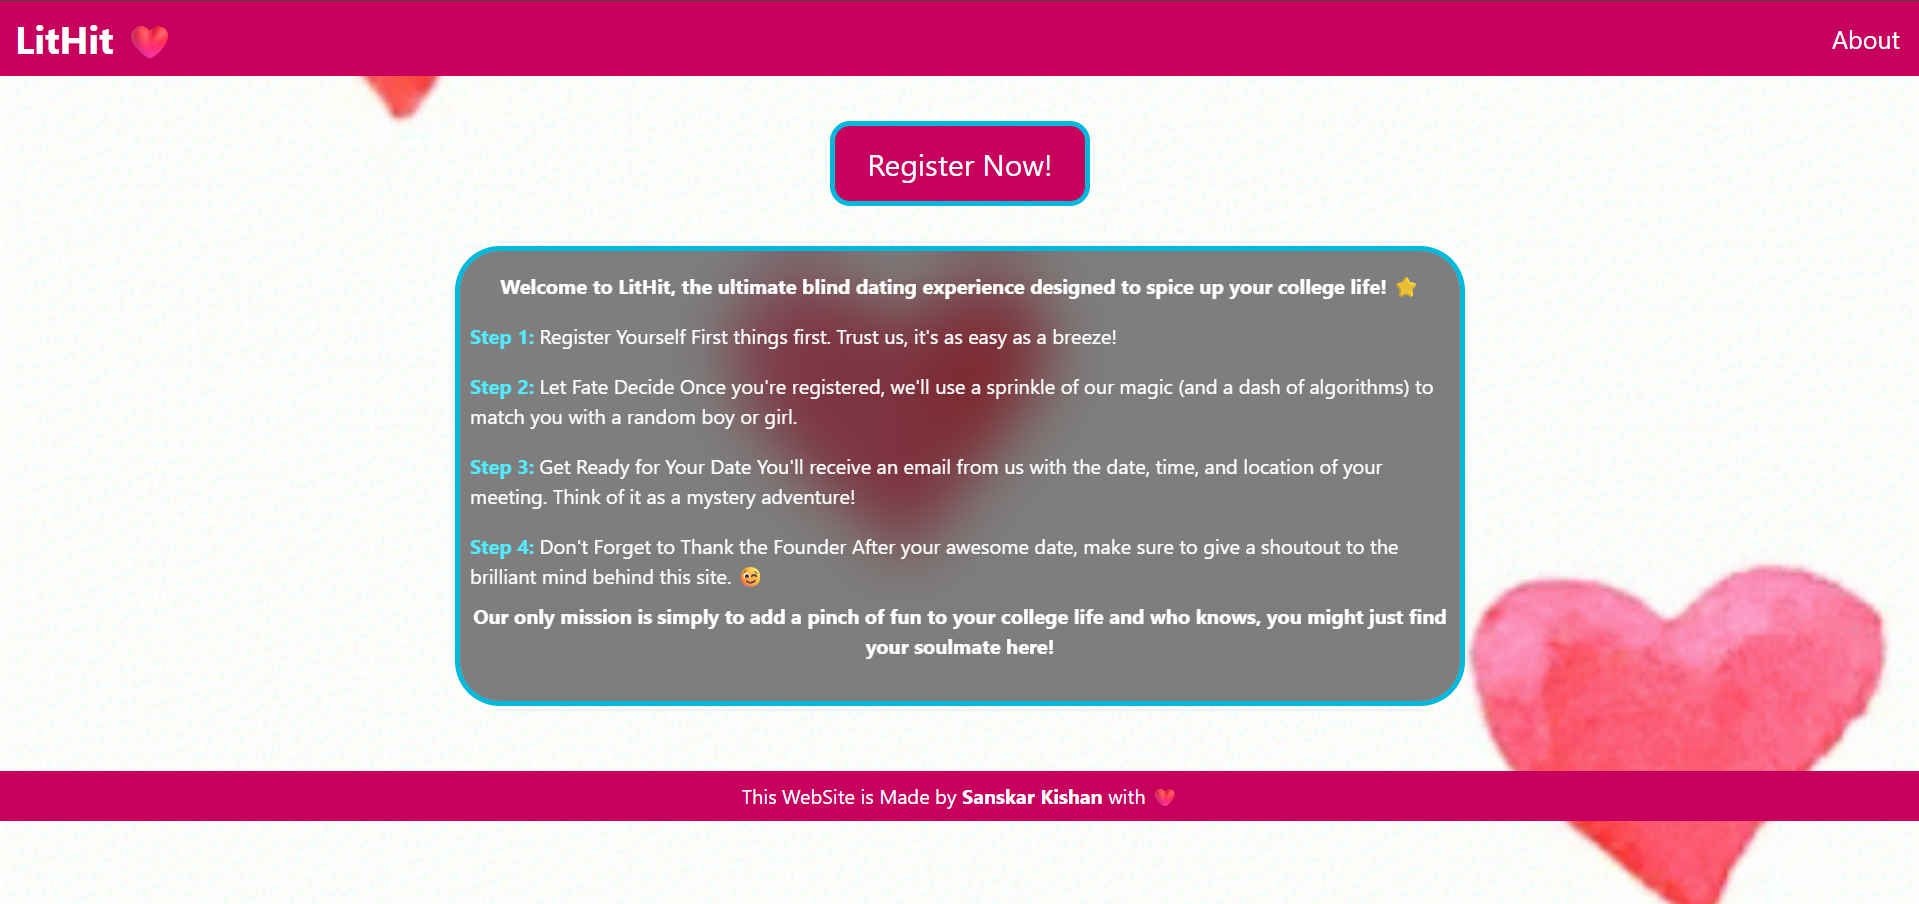 LitHit ❤️
About
Register Now!
Welcome to LitHit, the ultimate blind dating experience designed to spice up your college life! ⭐
Step 1: Register Yourself First things first. Trust us, it's as easy as a breeze!
Step 2: Let Fate Decide Once you're registered, we'll use a sprinkle of our magic (and a dash of algorithms) to
match you with a random boy or girl.
Step 3: Get Ready for Your Date You'll receive an email from us with the date, time, and location of your
meeting. Think of it as a mystery adventure!
Step 4: Don't Forget to Thank the Founder After your awesome date, make sure to give a shoutout to the
brilliant mind behind this site. 😉
Our only mission is simply to add a pinch of fun to your college life and who knows, you might just find
your soulmate here!
This WebSite is Made by Sanskar Kishan with ❤️